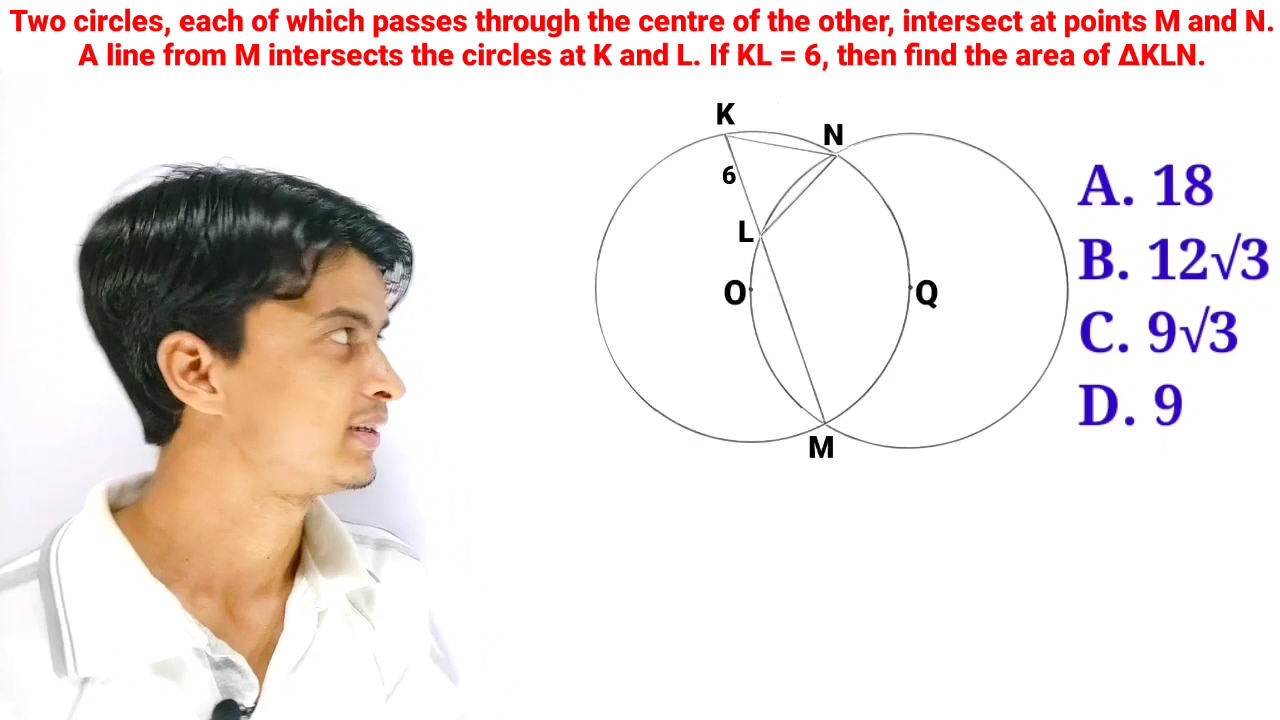 Two circles, each of which passes through the centre of the other, intersect at points M and N.
A line from M intersects the circles at K and L. If KL = 6, then find the area of ΔKLN.
K
N
6
L
O
Q
M
A. 18
B. 12√3
C. 9√3
D. 9